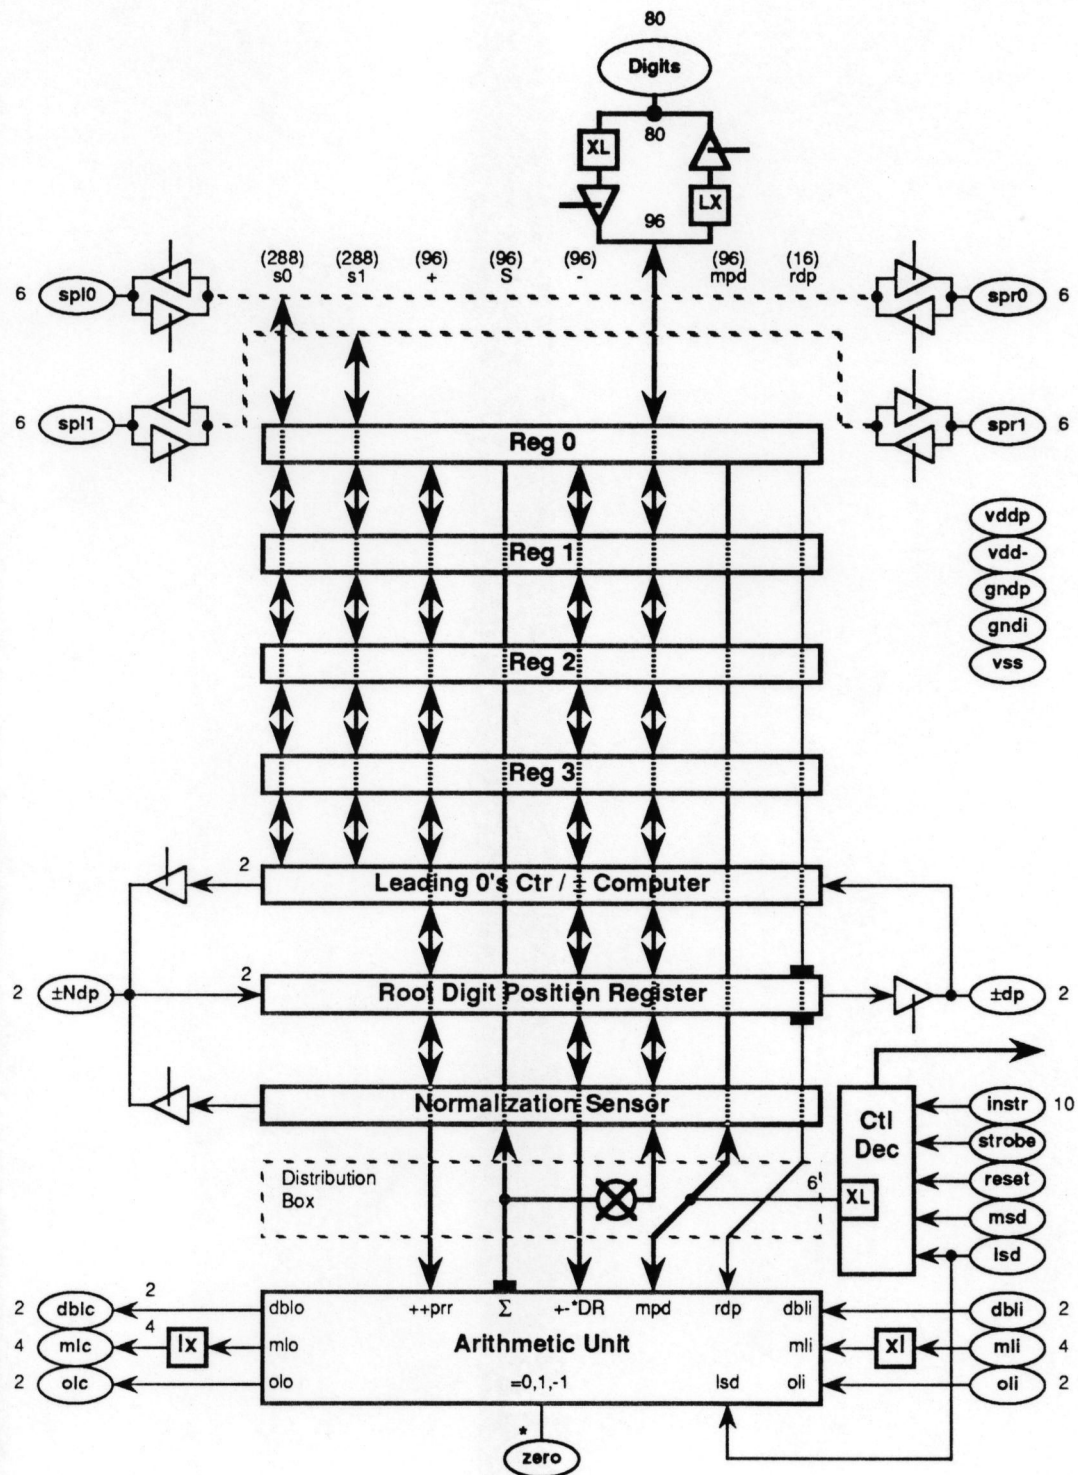 80
Digits
80
XL
LX
96
(288) (288) (96) (96) (96) (96) (16)
s0 s1 + S - mpd rdp
6 spl0 spr0 6
6 spl1 spr1 6
Reg 0
vddp
Reg 1 vdd-
gndp
gndi
Reg 2 vss
Reg 3
2 Leading 0's Ctr / ± Computer
2 ±Ndp 2 Root Digit Position Register ±dp 2
Normalization Sensor
Ctl
Dec
instr 10
strobe
Distribution
Box
6 XL
reset
msd
lsd
2 dblc 2 dblo ++prr Σ +-*DR mpd rdp dbli dbli 2
4 mlc 4 lx mlo Arithmetic Unit mli xl mli 4
2 olc olo =0,1,-1 lsd oli oli 2
*
zero